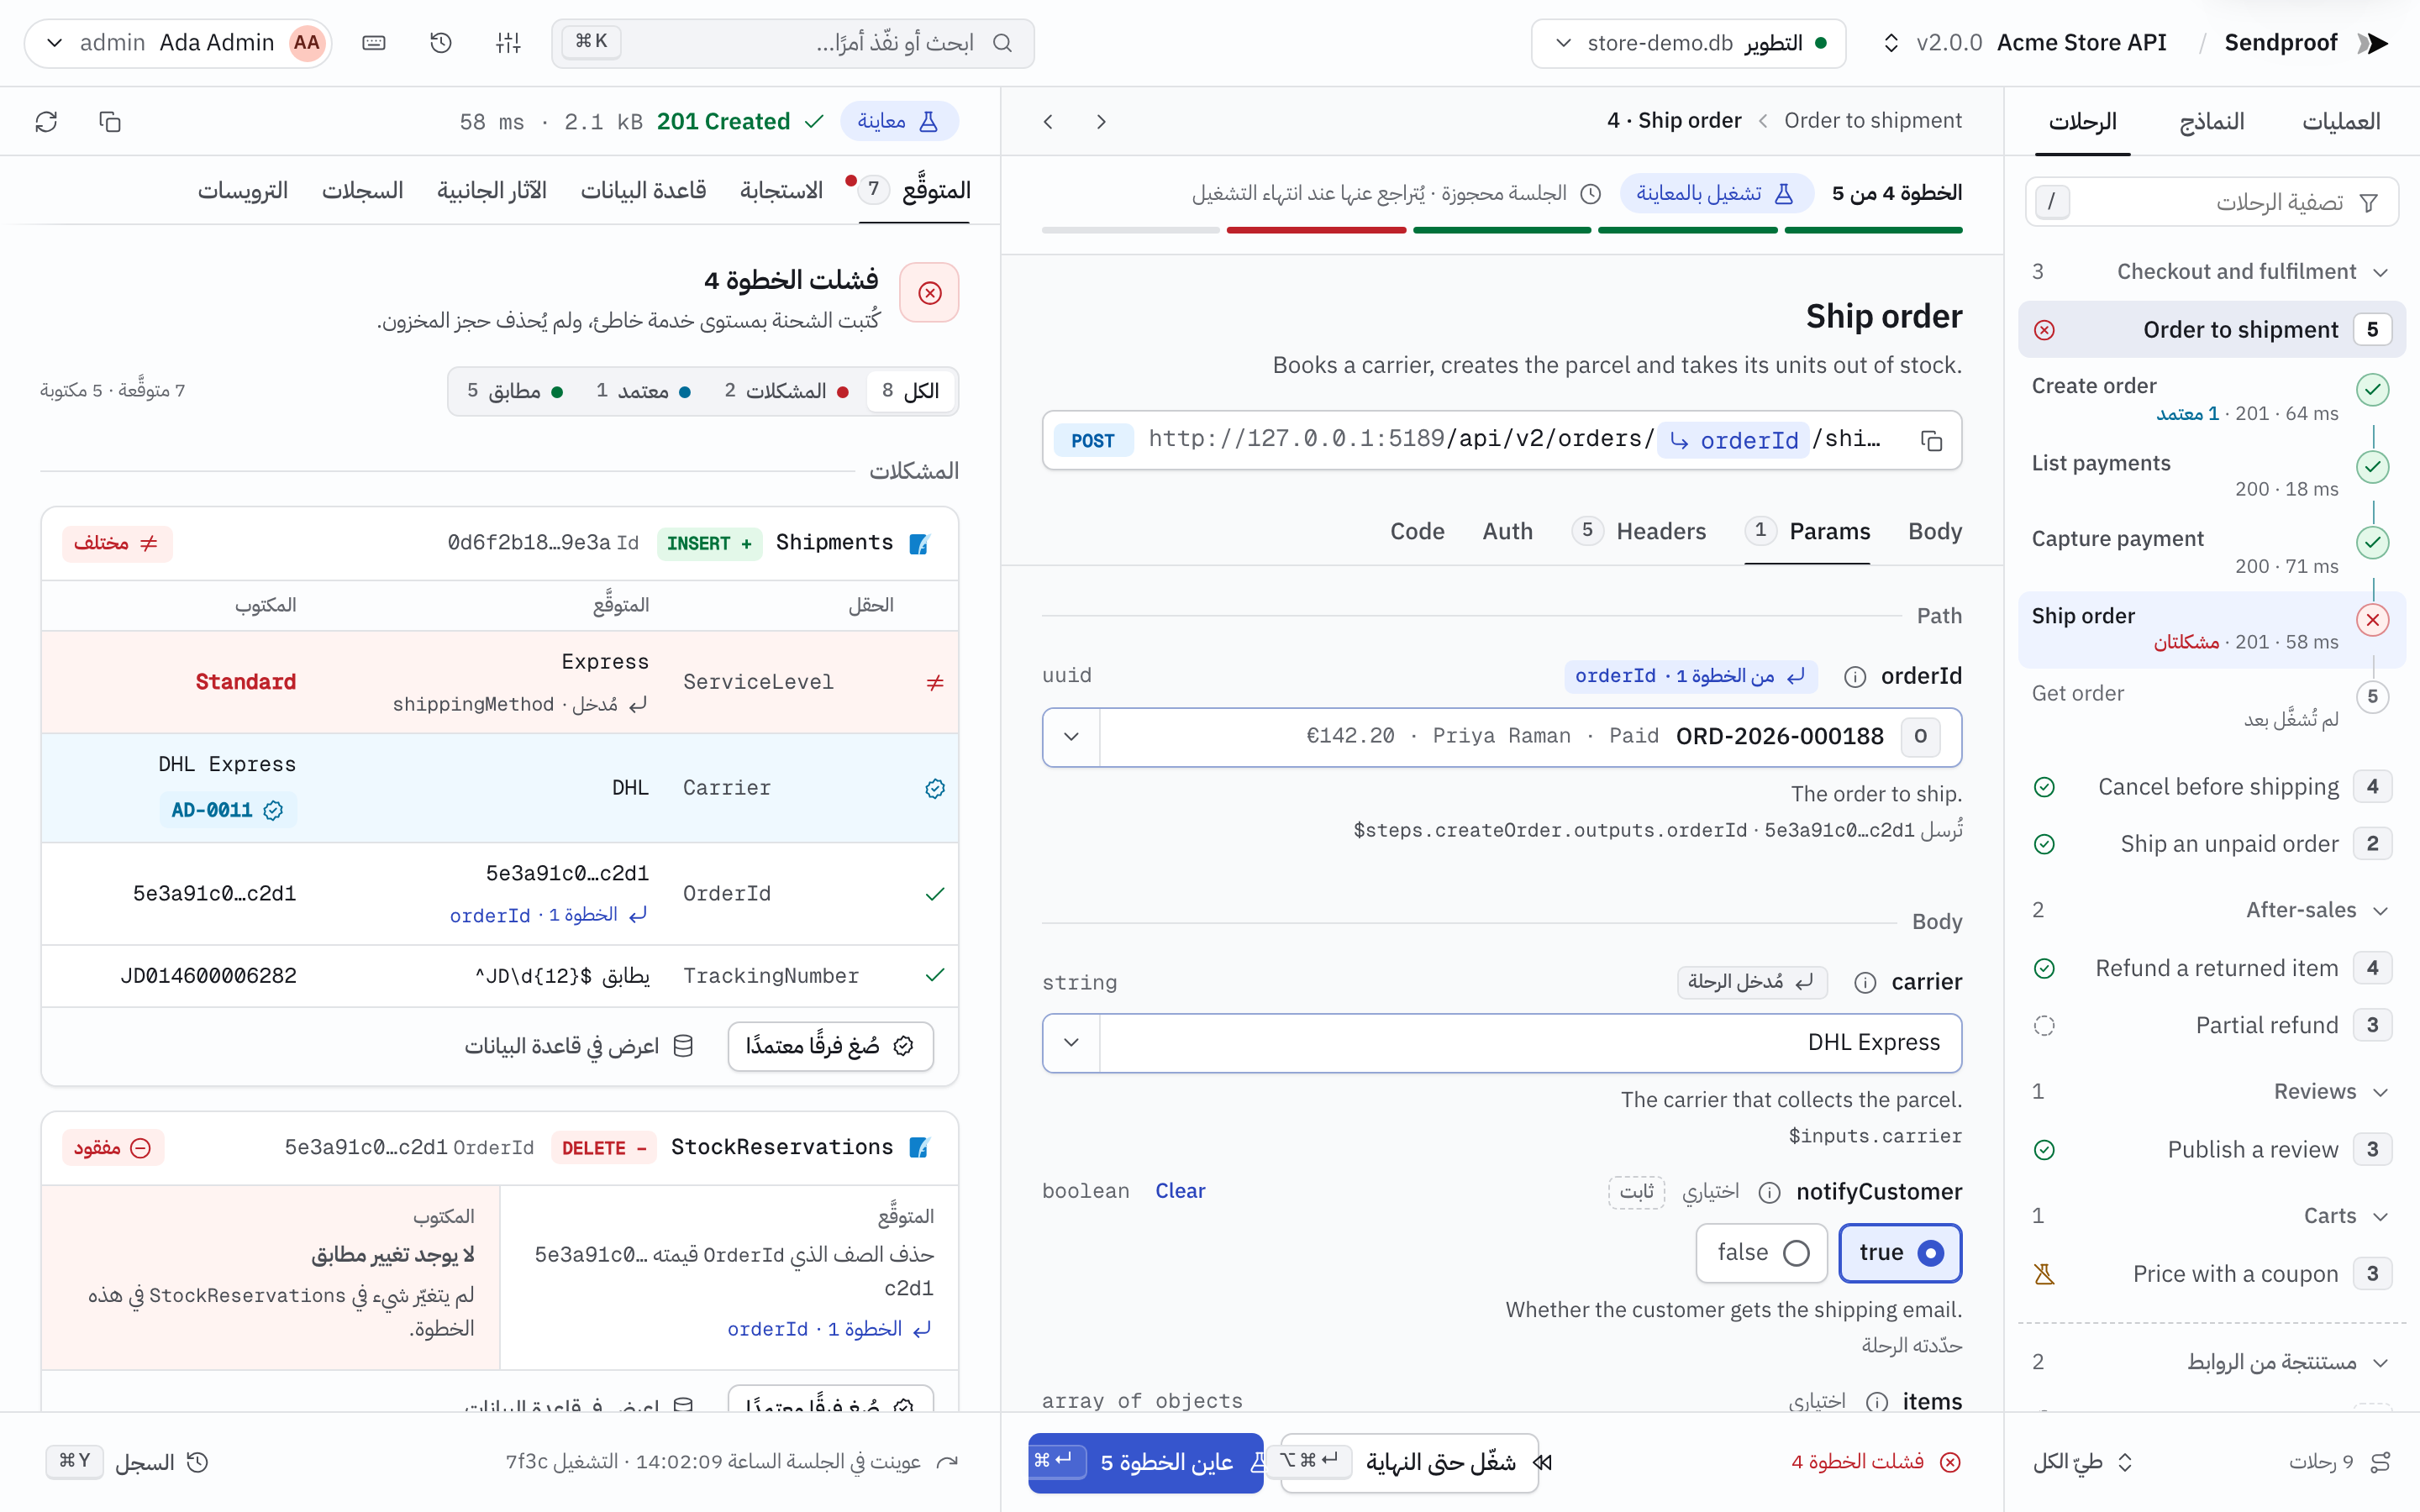 Sendproof / Acme Store API v2.0.0
التطوير store-demo.db
ابحث أو نفّذ أمرًا... ⌘K
AA Ada Admin admin
العمليات النماذج الرحلات
تصفية الرحلات /
Checkout and fulfilment 3
5 Order to shipment
Create order
1 معتمد · 201 · 64 ms
List payments
200 · 18 ms
Capture payment
200 · 71 ms
Ship order
مشكلتان · 201 · 58 ms
Get order 5
لم تُشغَّل بعد
4 Cancel before shipping
2 Ship an unpaid order
After-sales 2
4 Refund a returned item
3 Partial refund
Reviews 1
3 Publish a review
Carts 1
3 Price with a coupon
مستنتجة من الروابط 2
9 رحلات طيّ الكل
Order to shipment 4 · Ship order
الخطوة 4 من 5 تشغيل بالمعاينة الجلسة محجوزة · يُتراجع عنها عند انتهاء التشغيل
Ship order
Books a carrier, creates the parcel and takes its units out of stock.
POST http://127.0.0.1:5189/api/v2/orders/ orderId /shi…
Body Params 1 Headers 5 Auth Code
Path
orderId من الخطوة 1 · orderId uuid
O ORD-2026-000188 Paid · Priya Raman · €142.20
The order to ship.
تُرسل 5e3a91c0…c2d1 · $steps.createOrder.outputs.orderId
Body
carrier مُدخل الرحلة string
DHL Express
The carrier that collects the parcel.
$inputs.carrier
notifyCustomer اختياري ثابت Clear boolean
true false
Whether the customer gets the shipping email.
حدّدته الرحلة
items اختياري array of objects
فشلت الخطوة 4 شغّل حتى النهاية ⌥⌘↵ عاين الخطوة 5 ⌘↵
معاينة 201 Created 2.1 kB · 58 ms
المتوقَّع 7 الاستجابة قاعدة البيانات الآثار الجانبية السجلات الترويسات
فشلت الخطوة 4
كُتبت الشحنة بمستوى خدمة خاطئ، ولم يُحذف حجز المخزون.
الكل 8 المشكلات 2 معتمد 1 مطابق 5 7 متوقَّعة · 5 مكتوبة
المشكلات
Shipments INSERT + Id 0d6f2b18…9e3a مختلف ≠
الحقل المتوقَّع المكتوب
≠ ServiceLevel Express Standard
مُدخل · shippingMethod
Carrier DHL DHL Express
AD-0011
OrderId 5e3a91c0…c2d1 5e3a91c0…c2d1
الخطوة 1 · orderId
TrackingNumber يطابق ^JD\d{12}$ JD014600006282
صُغ فرقًا معتمدًا اعرض في قاعدة البيانات
StockReservations DELETE − OrderId 5e3a91c0…c2d1 مفقود
المتوقَّع
حذف الصف الذي OrderId قيمته 5e3a91c0…
c2d1
الخطوة 1 · orderId
المكتوب
لا يوجد تغيير مطابق
لم يتغيّر شيء في StockReservations في هذه
الخطوة.
صُغ فرقًا معتمدًا اعرض في قاعدة البيانات
عوينت في الجلسة الساعة 14:02:09 · التشغيل 7f3c السجل ⌘Y